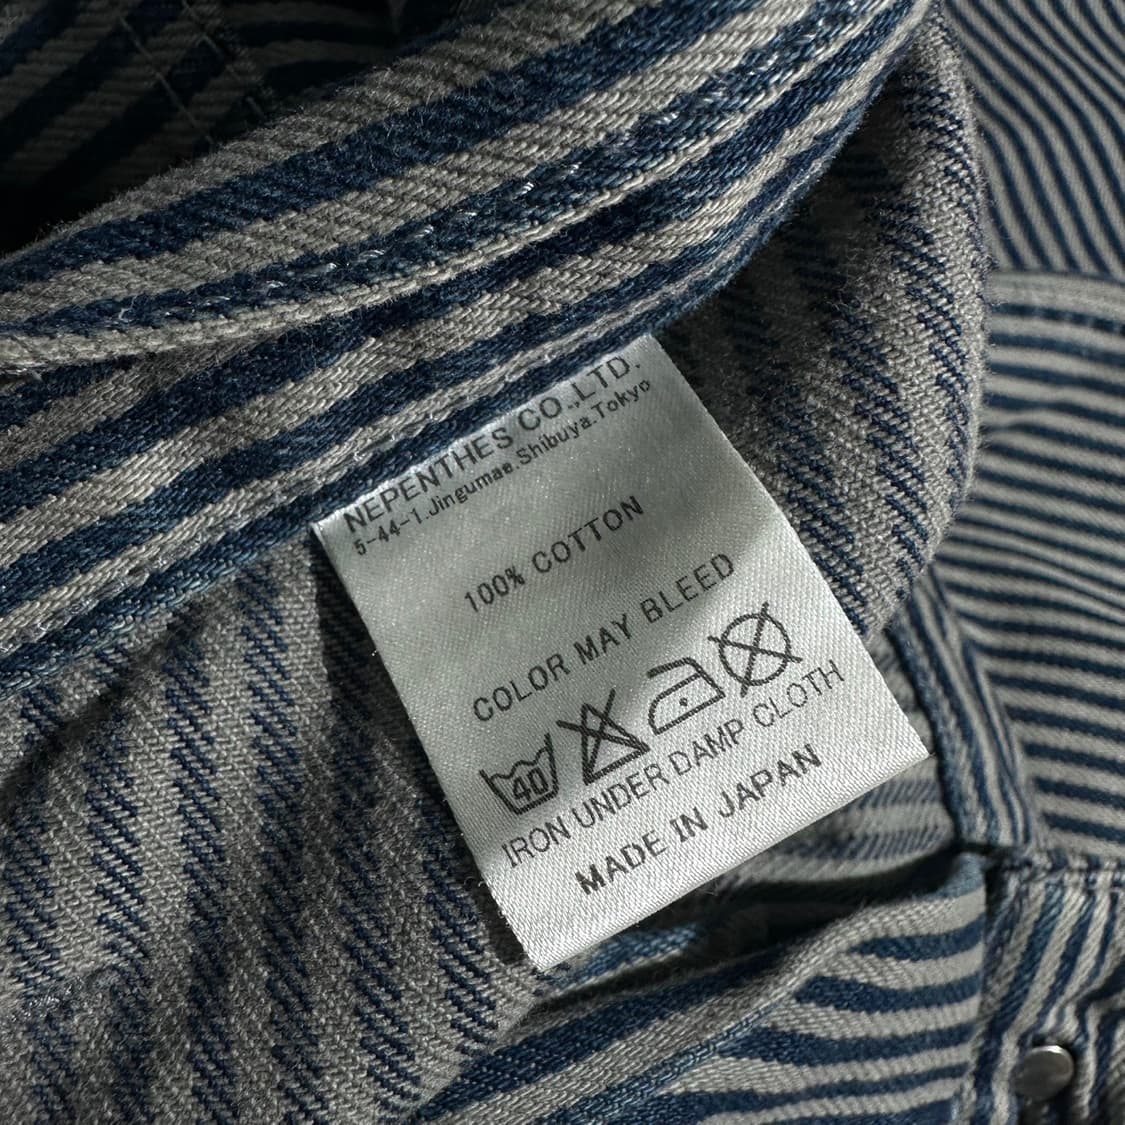 NEPENTHES CO.,LTD.
5-44-1.Jingumae.Shibuya.Tokyo
100% COTTON
COLOR MAY BLEED
40
IRON UNDER DAMP CLOTH
MADE IN JAPAN